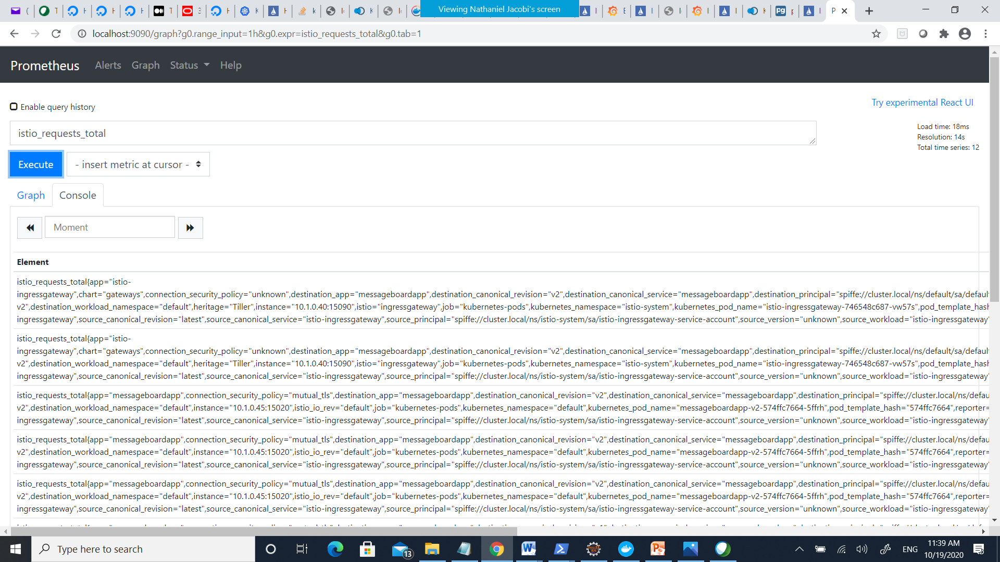 Viewing Nathaniel Jacobi's screen
localhost:9090/graph?g0.range_input=1h&g0.expr=istio_requests_total&g0.tab=1
Prometheus Alerts Graph Status Help
Enable query history
Try experimental React UI
istio_requests_total
Load time: 18ms
Resolution: 14s
Total time series: 12
Execute
- insert metric at cursor -
Graph Console
Moment
Element
istio_requests_total{app="istio-
ingressgateway",chart="gateways",connection_security_policy="unknown",destination_app="messageboardapp",destination_canonical_revision="v2",destination_canonical_service="messageboardapp",destination_principal="spiffe://cluster.local/ns/default/sa/default
v2",destination_workload_namespace="default",heritage="Tiller",instance="10.1.0.40:15090",istio="ingressgateway",job="kubernetes-pods",kubernetes_namespace="istio-system",kubernetes_pod_name="istio-ingressgateway-746548c687-vw57s",pod_template_hash
ingressgateway",source_canonical_revision="latest",source_canonical_service="istio-ingressgateway",source_principal="spiffe://cluster.local/ns/istio-system/sa/istio-ingressgateway-service-account",source_version="unknown",source_workload="istio-ingressgateway"
istio_requests_total{app="istio-
ingressgateway",chart="gateways",connection_security_policy="unknown",destination_app="messageboardapp",destination_canonical_revision="v2",destination_canonical_service="messageboardapp",destination_principal="spiffe://cluster.local/ns/default/sa/default
v2",destination_workload_namespace="default",heritage="Tiller",instance="10.1.0.40:15090",istio="ingressgateway",job="kubernetes-pods",kubernetes_namespace="istio-system",kubernetes_pod_name="istio-ingressgateway-746548c687-vw57s",pod_template_hash
ingressgateway",source_canonical_revision="latest",source_canonical_service="istio-ingressgateway",source_principal="spiffe://cluster.local/ns/istio-system/sa/istio-ingressgateway-service-account",source_version="unknown",source_workload="istio-ingressgateway"
istio_requests_total{app="messageboardapp",connection_security_policy="mutual_tls",destination_app="messageboardapp",destination_canonical_revision="v2",destination_canonical_service="messageboardapp",destination_principal="spiffe://cluster.local/ns/defau
v2",destination_workload_namespace="default",instance="10.1.0.45:15020",istio_io_rev="default",job="kubernetes-pods",kubernetes_namespace="default",kubernetes_pod_name="messageboardapp-v2-574ffc7664-5ffrh",pod_template_hash="574ffc7664",reporter=
ingressgateway",source_canonical_revision="latest",source_canonical_service="istio-ingressgateway",source_principal="spiffe://cluster.local/ns/istio-system/sa/istio-ingressgateway-service-account",source_version="unknown",source_workload="istio-ingressgateway"
istio_requests_total{app="messageboardapp",connection_security_policy="mutual_tls",destination_app="messageboardapp",destination_canonical_revision="v2",destination_canonical_service="messageboardapp",destination_principal="spiffe://cluster.local/ns/defau
v2",destination_workload_namespace="default",instance="10.1.0.45:15020",istio_io_rev="default",job="kubernetes-pods",kubernetes_namespace="default",kubernetes_pod_name="messageboardapp-v2-574ffc7664-5ffrh",pod_template_hash="574ffc7664",reporter=
ingressgateway",source_canonical_revision="latest",source_canonical_service="istio-ingressgateway",source_principal="spiffe://cluster.local/ns/istio-system/sa/istio-ingressgateway-service-account",source_version="unknown",source_workload="istio-ingressgateway"
istio_requests_total{app="messageboardapp",connection_security_policy="mutual_tls",destination_app="messageboardapp",destination_canonical_revision="v2",destination_canonical_service="messageboardapp",destination_principal="spiffe://cluster.local/ns/defau
v2",destination_workload_namespace="default",instance="10.1.0.45:15020",istio_io_rev="default",job="kubernetes-pods",kubernetes_namespace="default",kubernetes_pod_name="messageboardapp-v2-574ffc7664-5ffrh",pod_template_hash="574ffc7664",reporter=
ingressgateway",source_canonical_revision="latest",source_canonical_service="istio-ingressgateway",source_principal="spiffe://cluster.local/ns/istio-system/sa/istio-ingressgateway-service-account",source_version="unknown",source_workload="istio-ingressgateway"
Type here to search
13
ENG
11:39 AM
10/19/2020